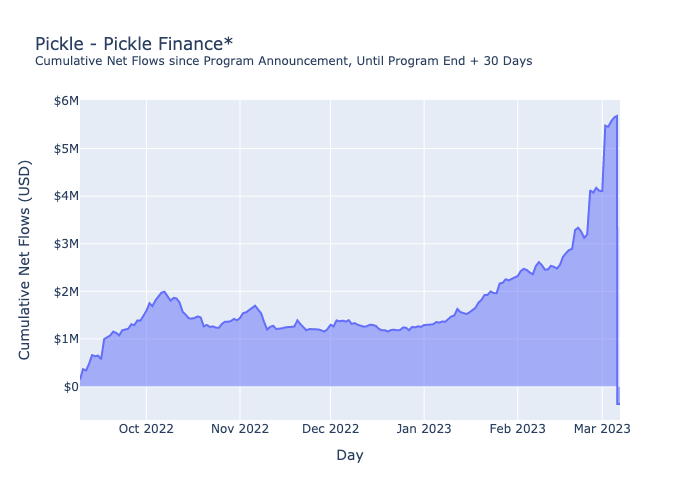 Pickle - Pickle Finance*
Cumulative Net Flows since Program Announcement, Until Program End + 30 Days
Cumulative Net Flows (USD)
$6M
$5M
$4M
$3M
$2M
$1M
$0
Oct 2022 Nov 2022 Dec 2022 Jan 2023 Feb 2023 Mar 2023
Day